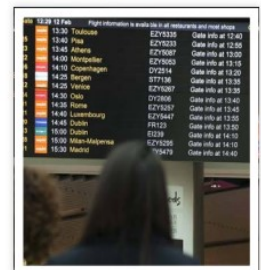 13:29 12 Feb Flight information is available in all restaurants and most shops
13:30 Toulouse EZY5335 Gate info at 12:40
13:40 Pisa EZY5233 Gate info at 12:55
13:45 Athens EZY5087 Gate info at 13:00
14:00 Montpellier EZY5053 Gate info at 13:15
14:10 Copenhagen DY2514 Gate info at 13:20
14:25 Bergen ST7136 Gate info at 13:35
14:25 Venice EZY5267 Gate info at 13:35
14:30 Oslo DY2806 Gate info at 13:40
14:35 Rome EZY5257 Gate info at 13:45
14:40 Luxembourg EZY5447 Gate info at 13:55
14:45 Dublin FR123 Gate info at 13:50
15:00 Dublin EI239 Gate info at 14:10
15:00 Milan-Malpensa EZY5295 Gate info at 14:10
15:30 Madrid Gate info at 14:40